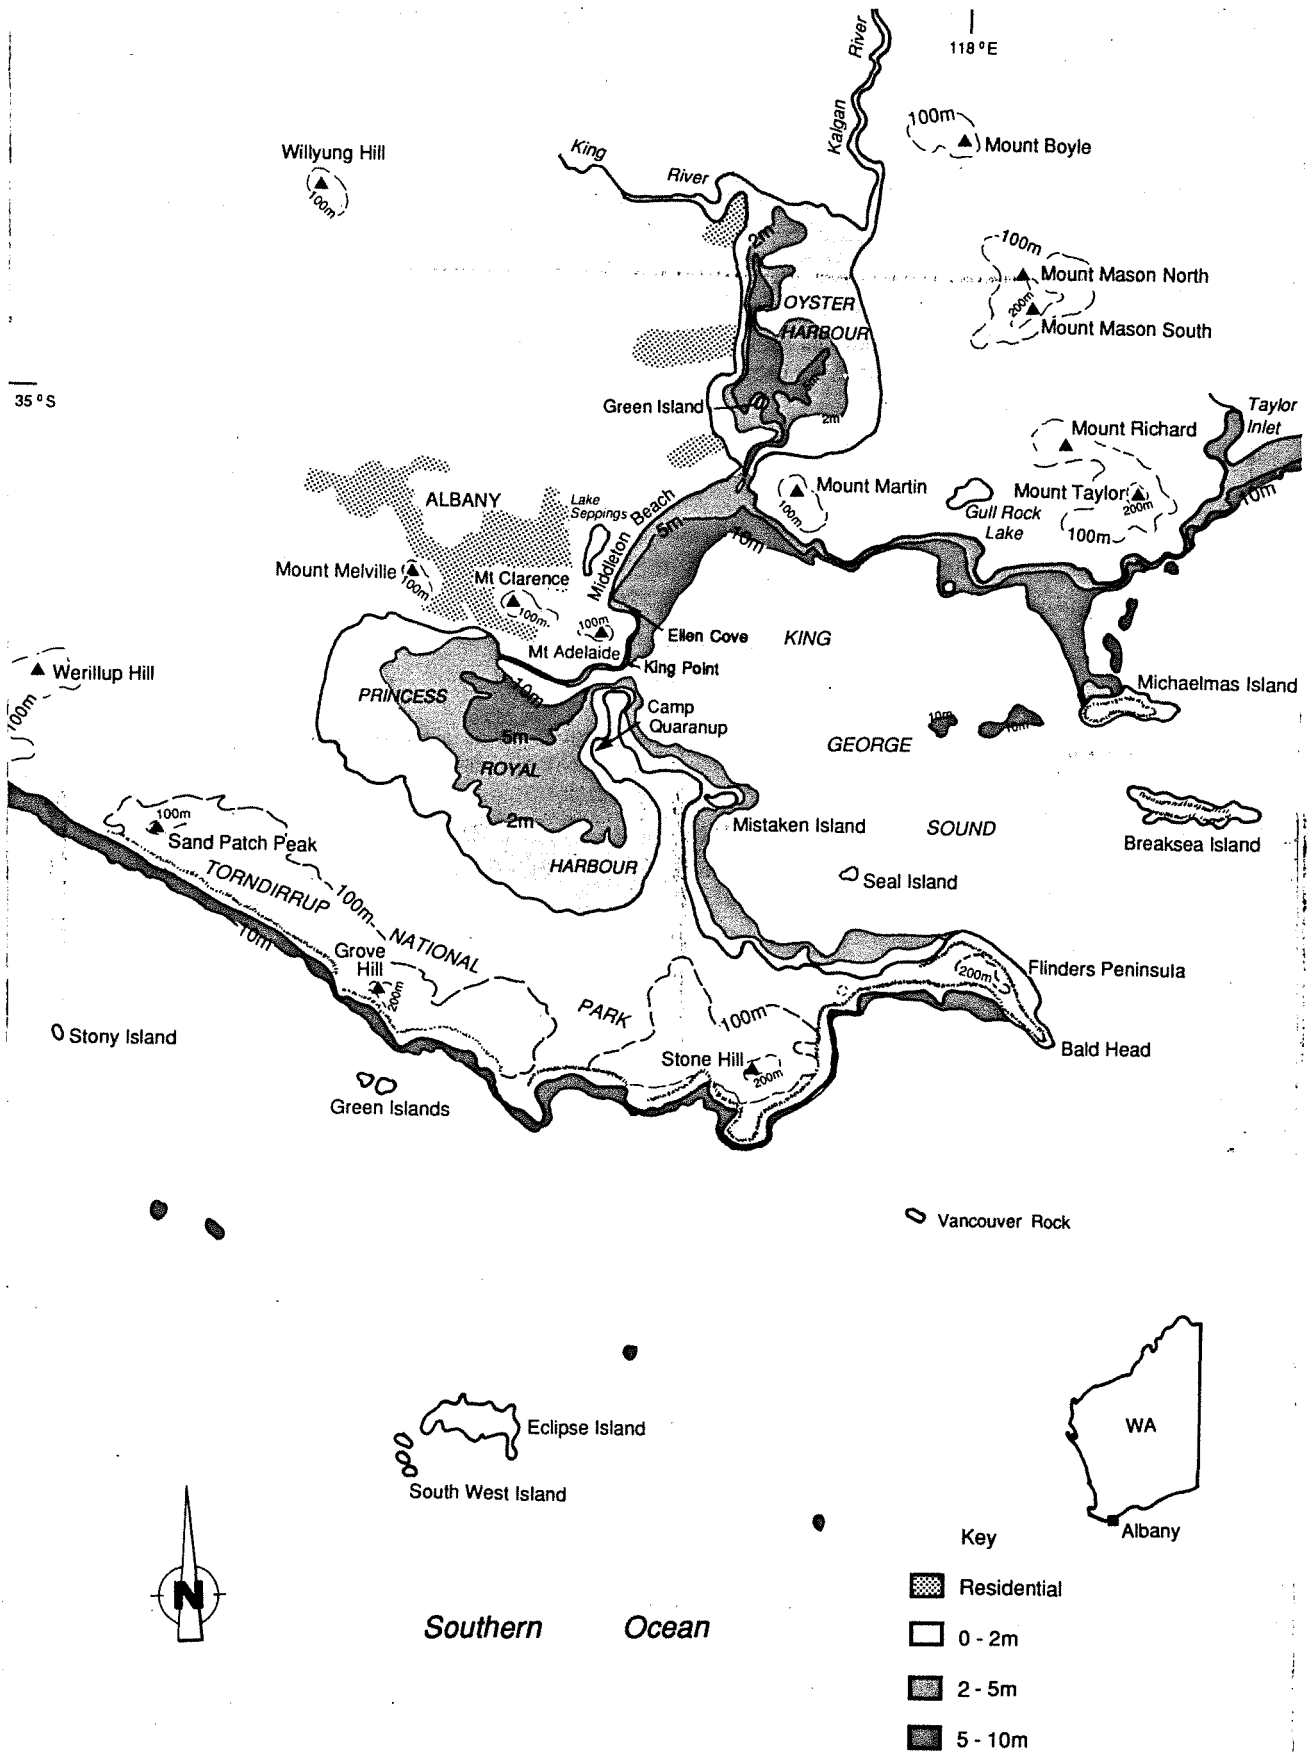 River
118°E
Kalgan
100m
Mount Boyle
Willyung Hill
100m
King
River
2m
100m
Mount Mason North
200m
Mount Mason South
OYSTER
HARBOUR
35°S
Green Island
2m
Taylor
Inlet
Mount Richard
10m
ALBANY
Lake
Seppings
Middleton Beach
5m
10m
Mount Martin
100m
Gull Rock
Lake
Mount Taylor
200m
100m
Mount Melville
100m
Mt Clarence
100m
100m
Mt Adelaide
Ellen Cove
King Point
KING
Werillup Hill
100m
PRINCESS
10m
5m
ROYAL
2m
HARBOUR
Camp
Quaranup
Michaelmas Island
10m
10m
GEORGE
Mistaken Island
SOUND
Breaksea Island
100m
Sand Patch Peak
Seal Island
TORNDIRRUP
100m
10m
NATIONAL
Grove
Hill
200m
PARK
100m
200m
Flinders Peninsula
Stony Island
Stone Hill
200m
Bald Head
Green Islands
Vancouver Rock
Eclipse Island
South West Island
WA
Albany
N
Southern Ocean
Key
Residential
0 - 2m
2 - 5m
5 - 10m